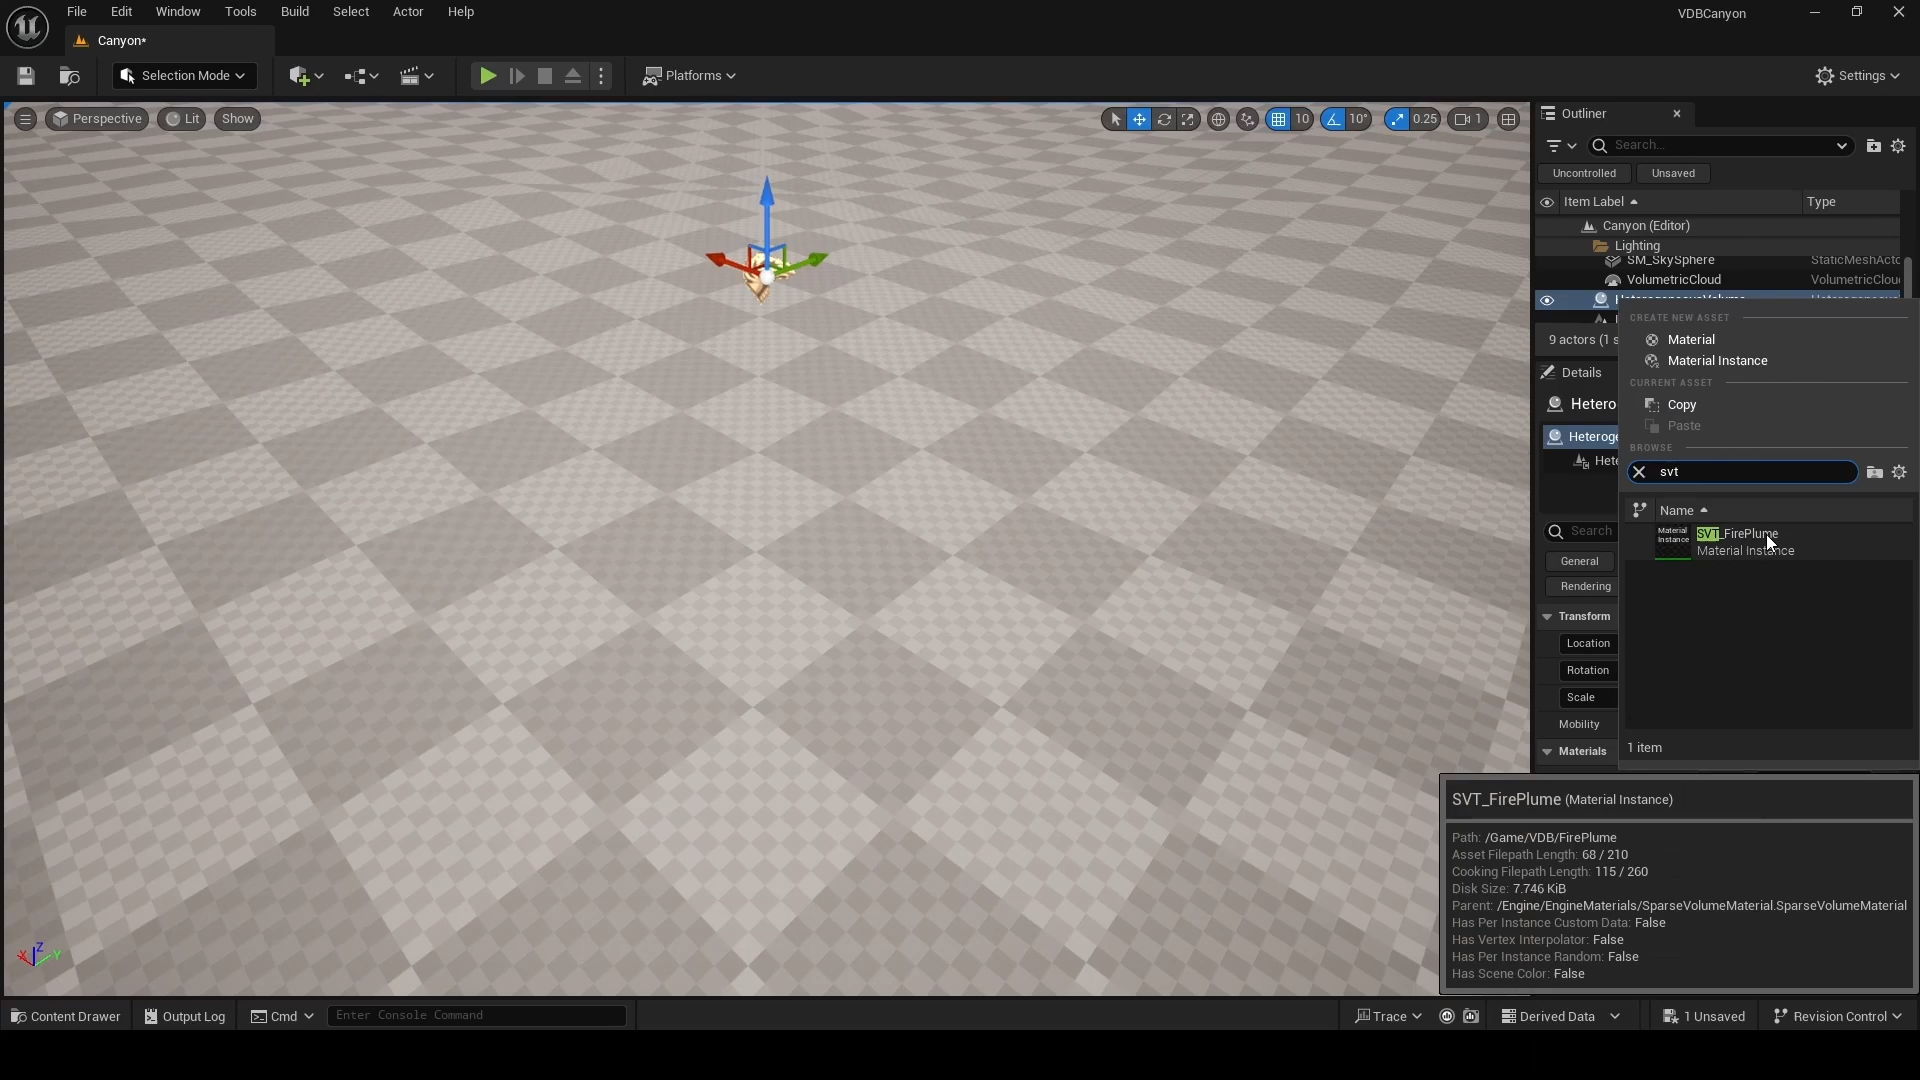 File Edit Window Tools Build Select Actor Help
VDBCanyon
Canyon*
Selection Mode
Platforms
Settings
Perspective
Lit
Show
10
10°
0.25
1
Outliner
Search...
Uncontrolled
Unsaved
Item Label
Type
Canyon (Editor)
Lighting
SM_SkySphere StaticMeshActo
VolumetricCloud VolumetricClou
HeterogeneousVolume Heterogeneous
9 actors (1 s
CREATE NEW ASSET
Material
Material Instance
CURRENT ASSET
Copy
Paste
BROWSE
svt
Name
Material
Instance
SVT_FirePlume
Material Instance
1 item
Details
Hetero
Heteroge
Hete
Search
General
Rendering
Transform
Location
Rotation
Scale
Mobility
Materials
SVT_FirePlume (Material Instance)
Path: /Game/VDB/FirePlume
Asset Filepath Length: 68 / 210
Cooking Filepath Length: 115 / 260
Disk Size: 7.746 KiB
Parent: /Engine/EngineMaterials/SparseVolumeMaterial.SparseVolumeMaterial
Has Per Instance Custom Data: False
Has Vertex Interpolator: False
Has Per Instance Random: False
Has Scene Color: False
X
Z
Y
Content Drawer
Output Log
Cmd
Enter Console Command
Trace
Derived Data
1 Unsaved
Revision Control